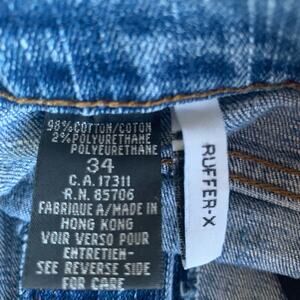 98% COTTON/COTON
2% POLYURETHANE
POLYEURETHANE
34
C.A. 17311
R.N. 85706
FABRIQUE A/MADE IN
HONG KONG
VOIR VERSO POUR
ENTRETIEN-
SEE REVERSE SIDE
FOR CARE
RUFFER-X